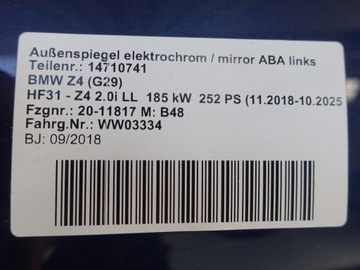 Außenspiegel elektrochrom / mirror ABA links
Teilenr.: 14710741
BMW Z4 (G29)
HF31 - Z4 2.0i LL 185 kW 252 PS (11.2018-10.2025
Fzgnr.: 20-11817 M: B48
Fahrg.Nr.: WW03334
BJ: 09/2018